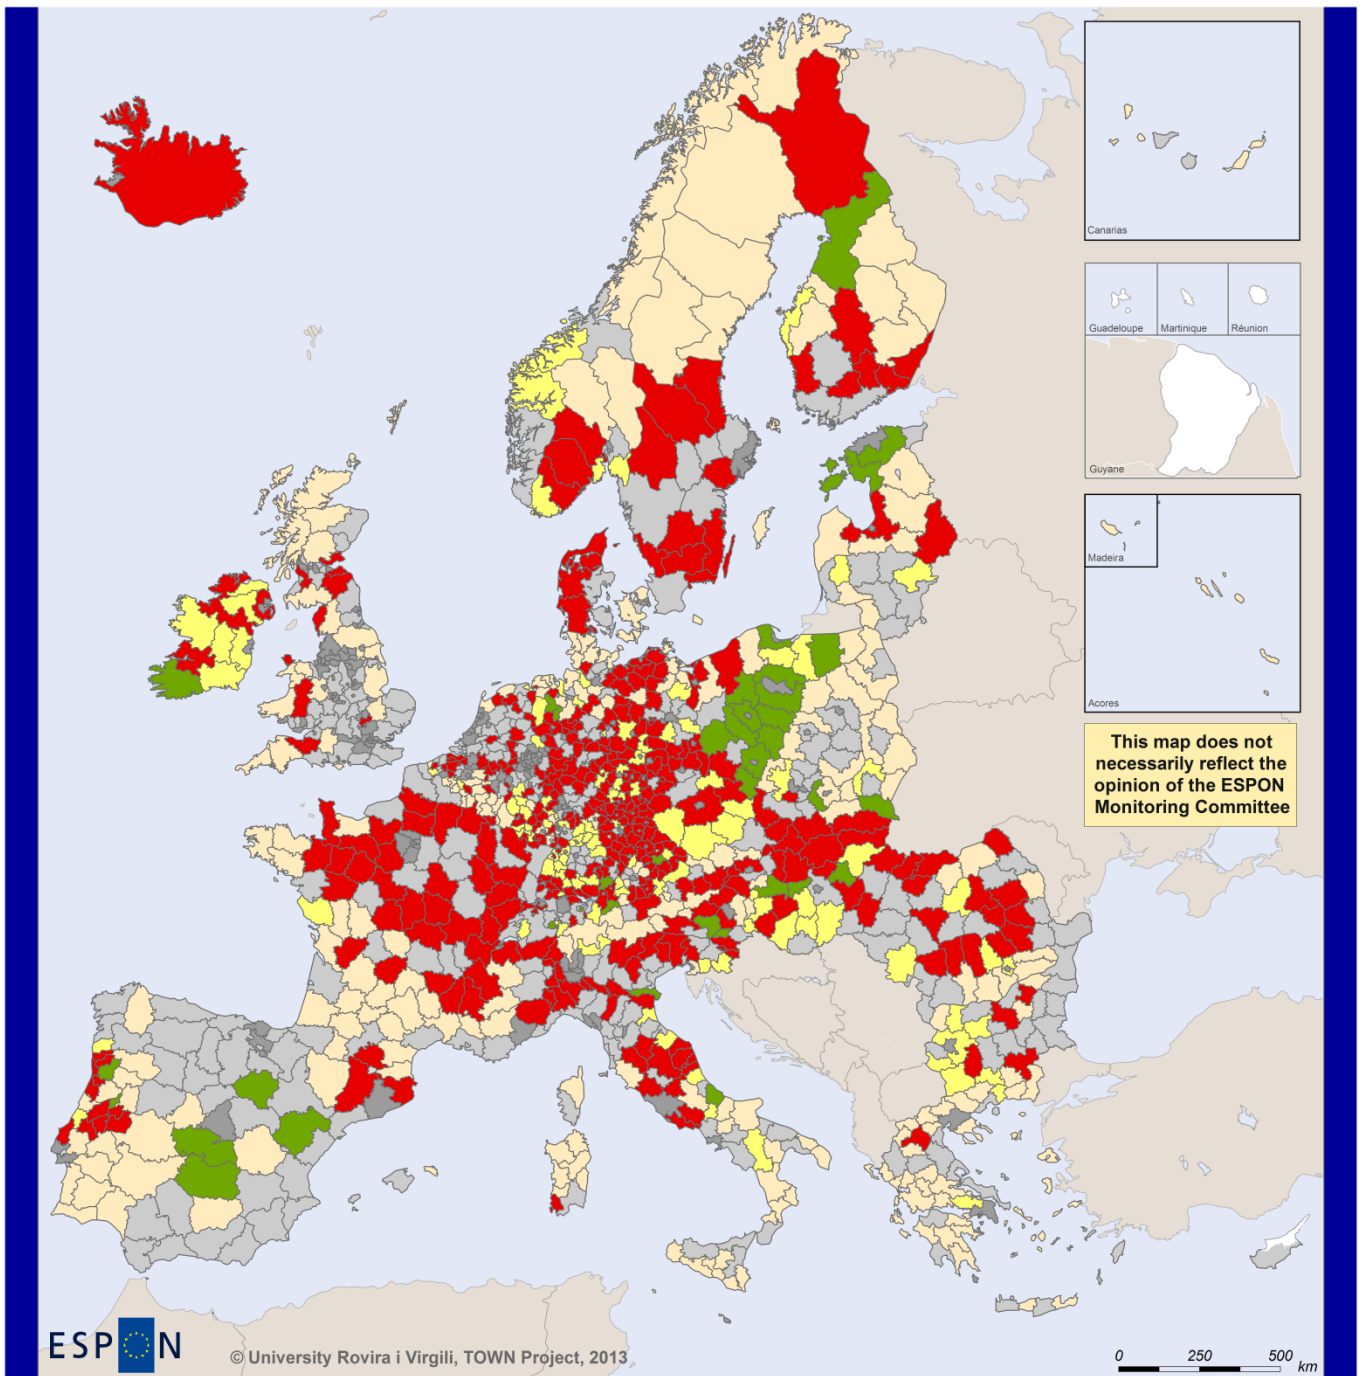 Canarias
Guadeloupe
Martinique
Réunion
Guyane
Madeira
Acores
This map does not
necessarily reflect the
opinion of the ESPON
Monitoring Committee
ESPON
© University Rovira i Virgili, TOWN Project, 2013
0 250 500
km